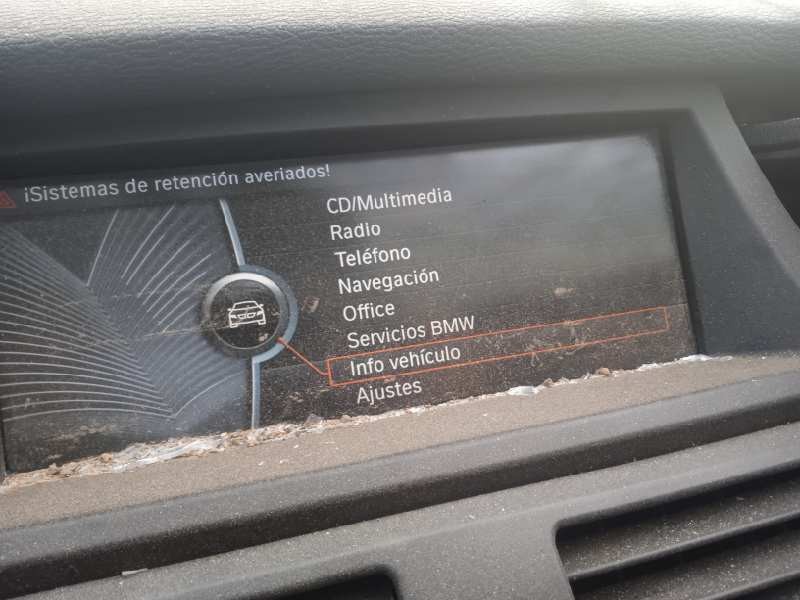 ¡Sistemas de retención averiados!
CD/Multimedia
Radio
Teléfono
Navegación
Office
Servicios BMW
Info vehículo
Ajustes